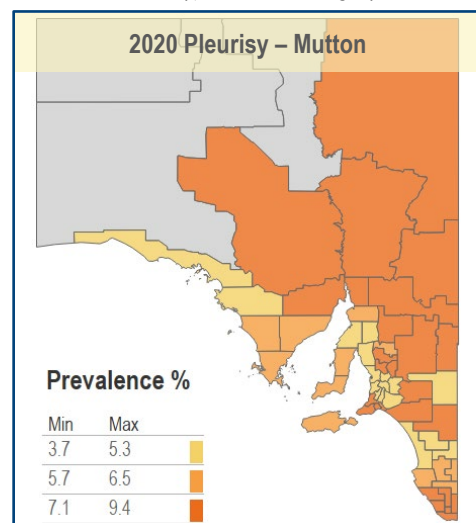 2020 Pleurisy – Mutton
Prevalence %
Min Max
3.7 5.3
5.7 6.5
7.1 9.4